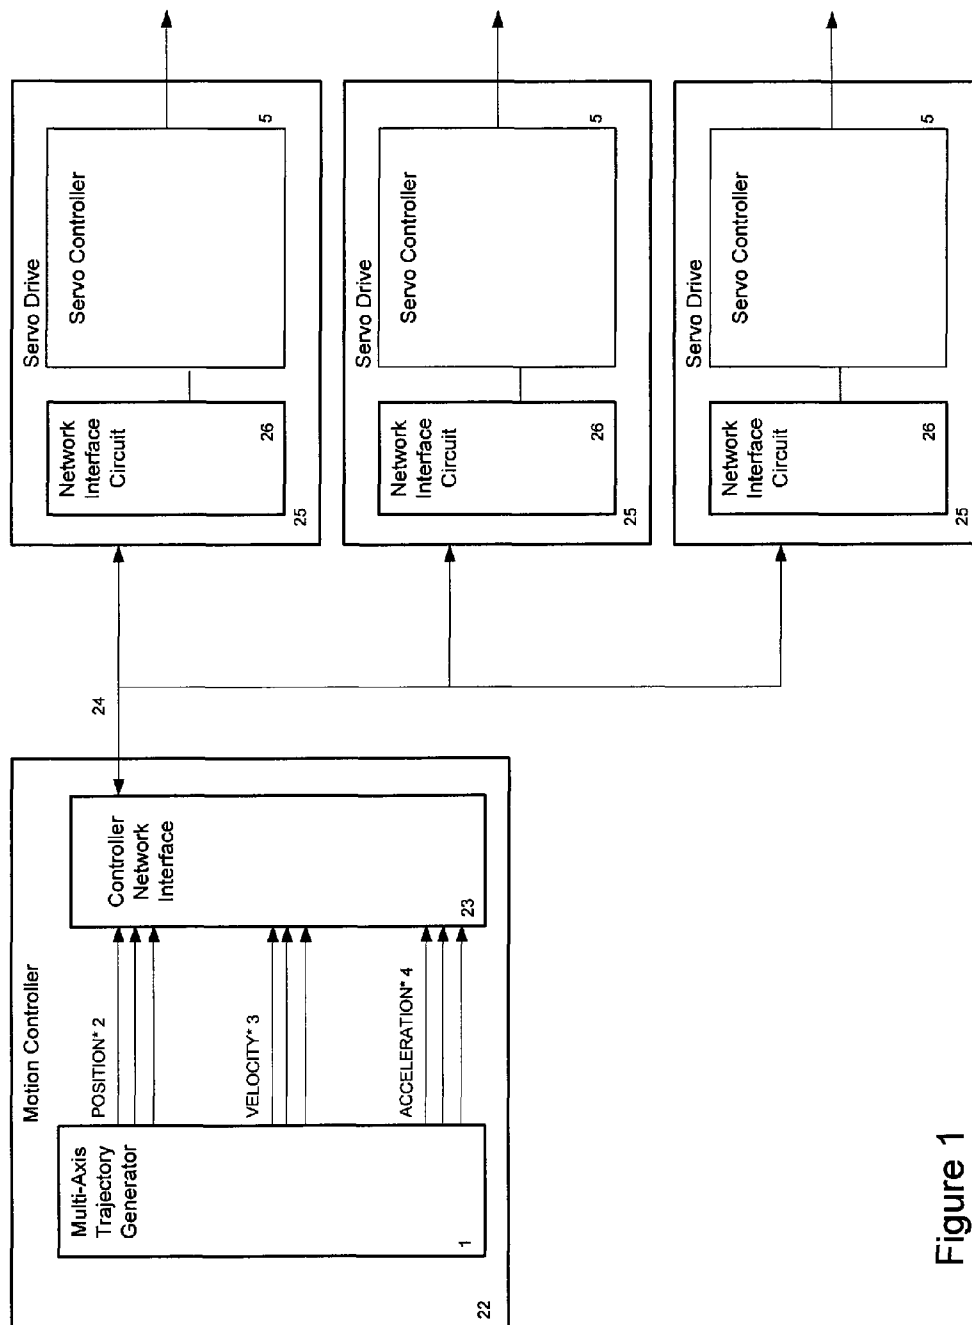 Motion Controller
Multi-Axis
Trajectory
Generator
1
POSITION* 2
VELOCITY* 3
ACCELERATION* 4
Controller
Network
Interface
23
22
24
Servo Drive
Network
Interface
Circuit
26
Servo Controller
5
25
Servo Drive
Network
Interface
Circuit
26
Servo Controller
5
25
Servo Drive
Network
Interface
Circuit
26
Servo Controller
5
25
Figure 1